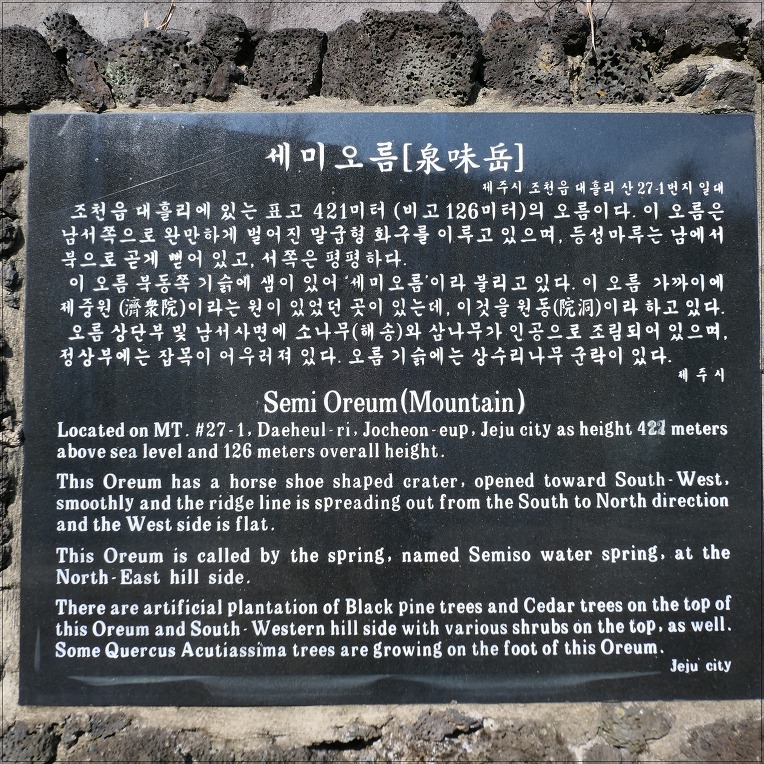 세미오름[泉味岳]
제주시 조천읍 대흘리 산 27-1번지 일대
조천읍 대흘리에 있는 표고 421미터 (비고 126미터)의 오름이다. 이 오름은
남서쪽으로 완만하게 벌어진 말굽형 화구를 이루고 있으며, 등성마루는 남에서
북으로 곧게 뻗어 있고, 서쪽은 평평하다.
이 오름 북동쪽 기슭에 샘이 있어 '세미오름'이라 불리고 있다. 이 오름 가까이에
제중원 (濟衆院)이라는 원이 있었던 곳이 있는데, 이것을 원동(院洞)이라 하고 있다.
오름 상단부 및 남서사면에 소나무(해송)와 삼나무가 인공으로 조림되어 있으며,
정상부에는 잡목이 어우러져 있다. 오름 기슭에는 상수리나무 군락이 있다.
제 주 시
Semi Oreum(Mountain)
Located on MT. #27-1, Daeheul-ri, Jocheon-eup, Jeju city as height meters
above sea level and 126 meters overall height.
This Oreum has a horse shoe shaped crater, opened toward South-West,
smoothly and the ridge line is spreading out from the South to North direction
and the West side is flat.
This Oreum is called by the spring, named Semiso water spring, at the
North-East hill side.
There are artificial plantation of Black pine trees and Cedar trees on the top of
this Oreum and South-Western hill side with various shrubs on the top, as well.
Some Quercus Acutiassima trees are growing on the foot of this Oreum.
Jeju city